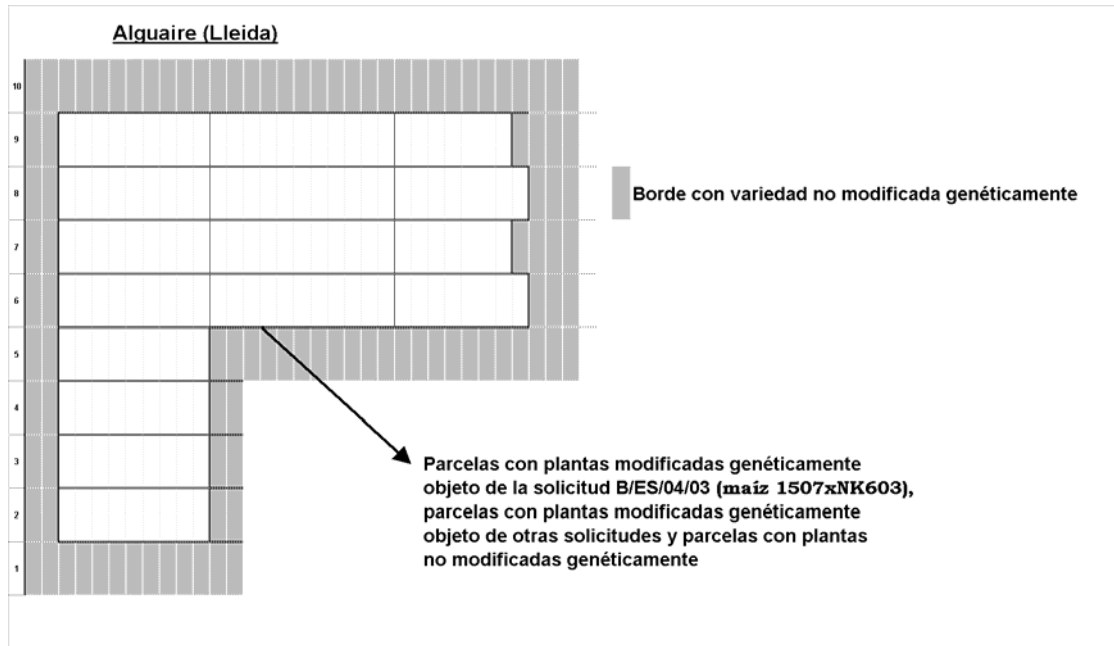 Alguaire (Lleida)
10
9
8
Borde con variedad no modificada genéticamente
7
6
5
4
3
Parcelas con plantas modificadas genéticamente
objeto de la solicitud B/ES/04/03 (maíz 1507xNK603),
parcelas con plantas modificadas genéticamente
objeto de otras solicitudes y parcelas con plantas
no modificadas genéticamente
2
1